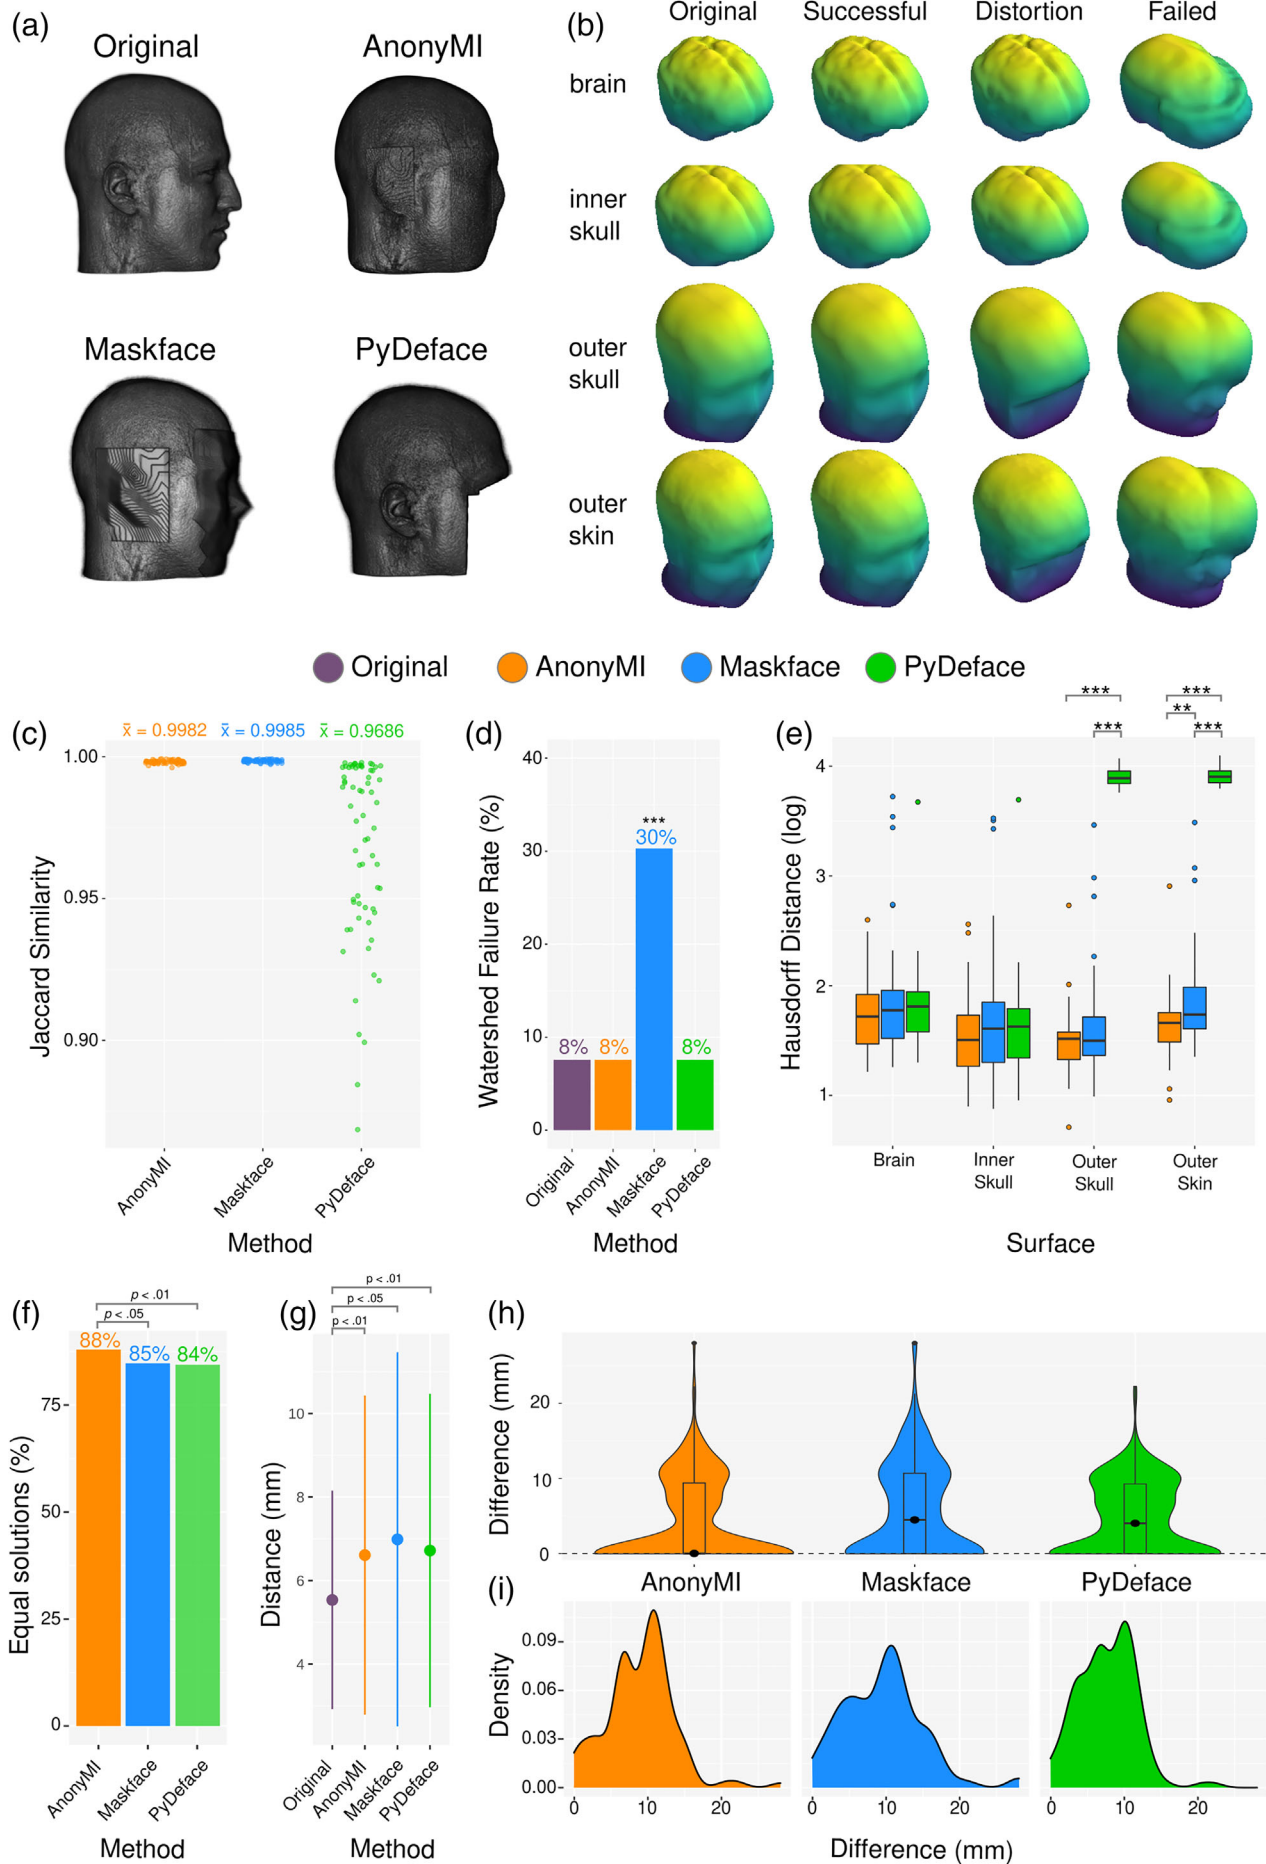 (a)
Original
AnonyMI
Maskface
PyDeface
(b)
Original
Successful
Distortion
Failed
brain
inner
skull
outer
skull
outer
skin
Original
AnonyMI
Maskface
PyDeface
(c)
x̄ = 0.9982
x̄ = 0.9985
x̄ = 0.9686
Jaccard Similarity
1.00
0.95
0.90
AnonyMI
Maskface
PyDeface
Method
(d)
Watershed Failure Rate (%)
40
30
20
10
0
8%
8%
***
30%
8%
Original
AnonyMI
Maskface
PyDeface
Method
(e)
***
***
***
**
***
Hausdorff Distance (log)
4
3
2
1
Brain
Inner
Skull
Outer
Skull
Outer
Skin
Surface
(f)
p < .01
p < .05
88%
85%
84%
Equal solutions (%)
75
50
25
0
AnonyMI
Maskface
PyDeface
Method
(g)
p < .01
p < .05
p < .01
Distance (mm)
10
8
6
4
Original
AnonyMI
Maskface
PyDeface
Method
(h)
Difference (mm)
20
10
0
AnonyMI
Maskface
PyDeface
(i)
Density
0.09
0.06
0.03
0.00
0
10
20
0
10
20
0
10
20
Difference (mm)